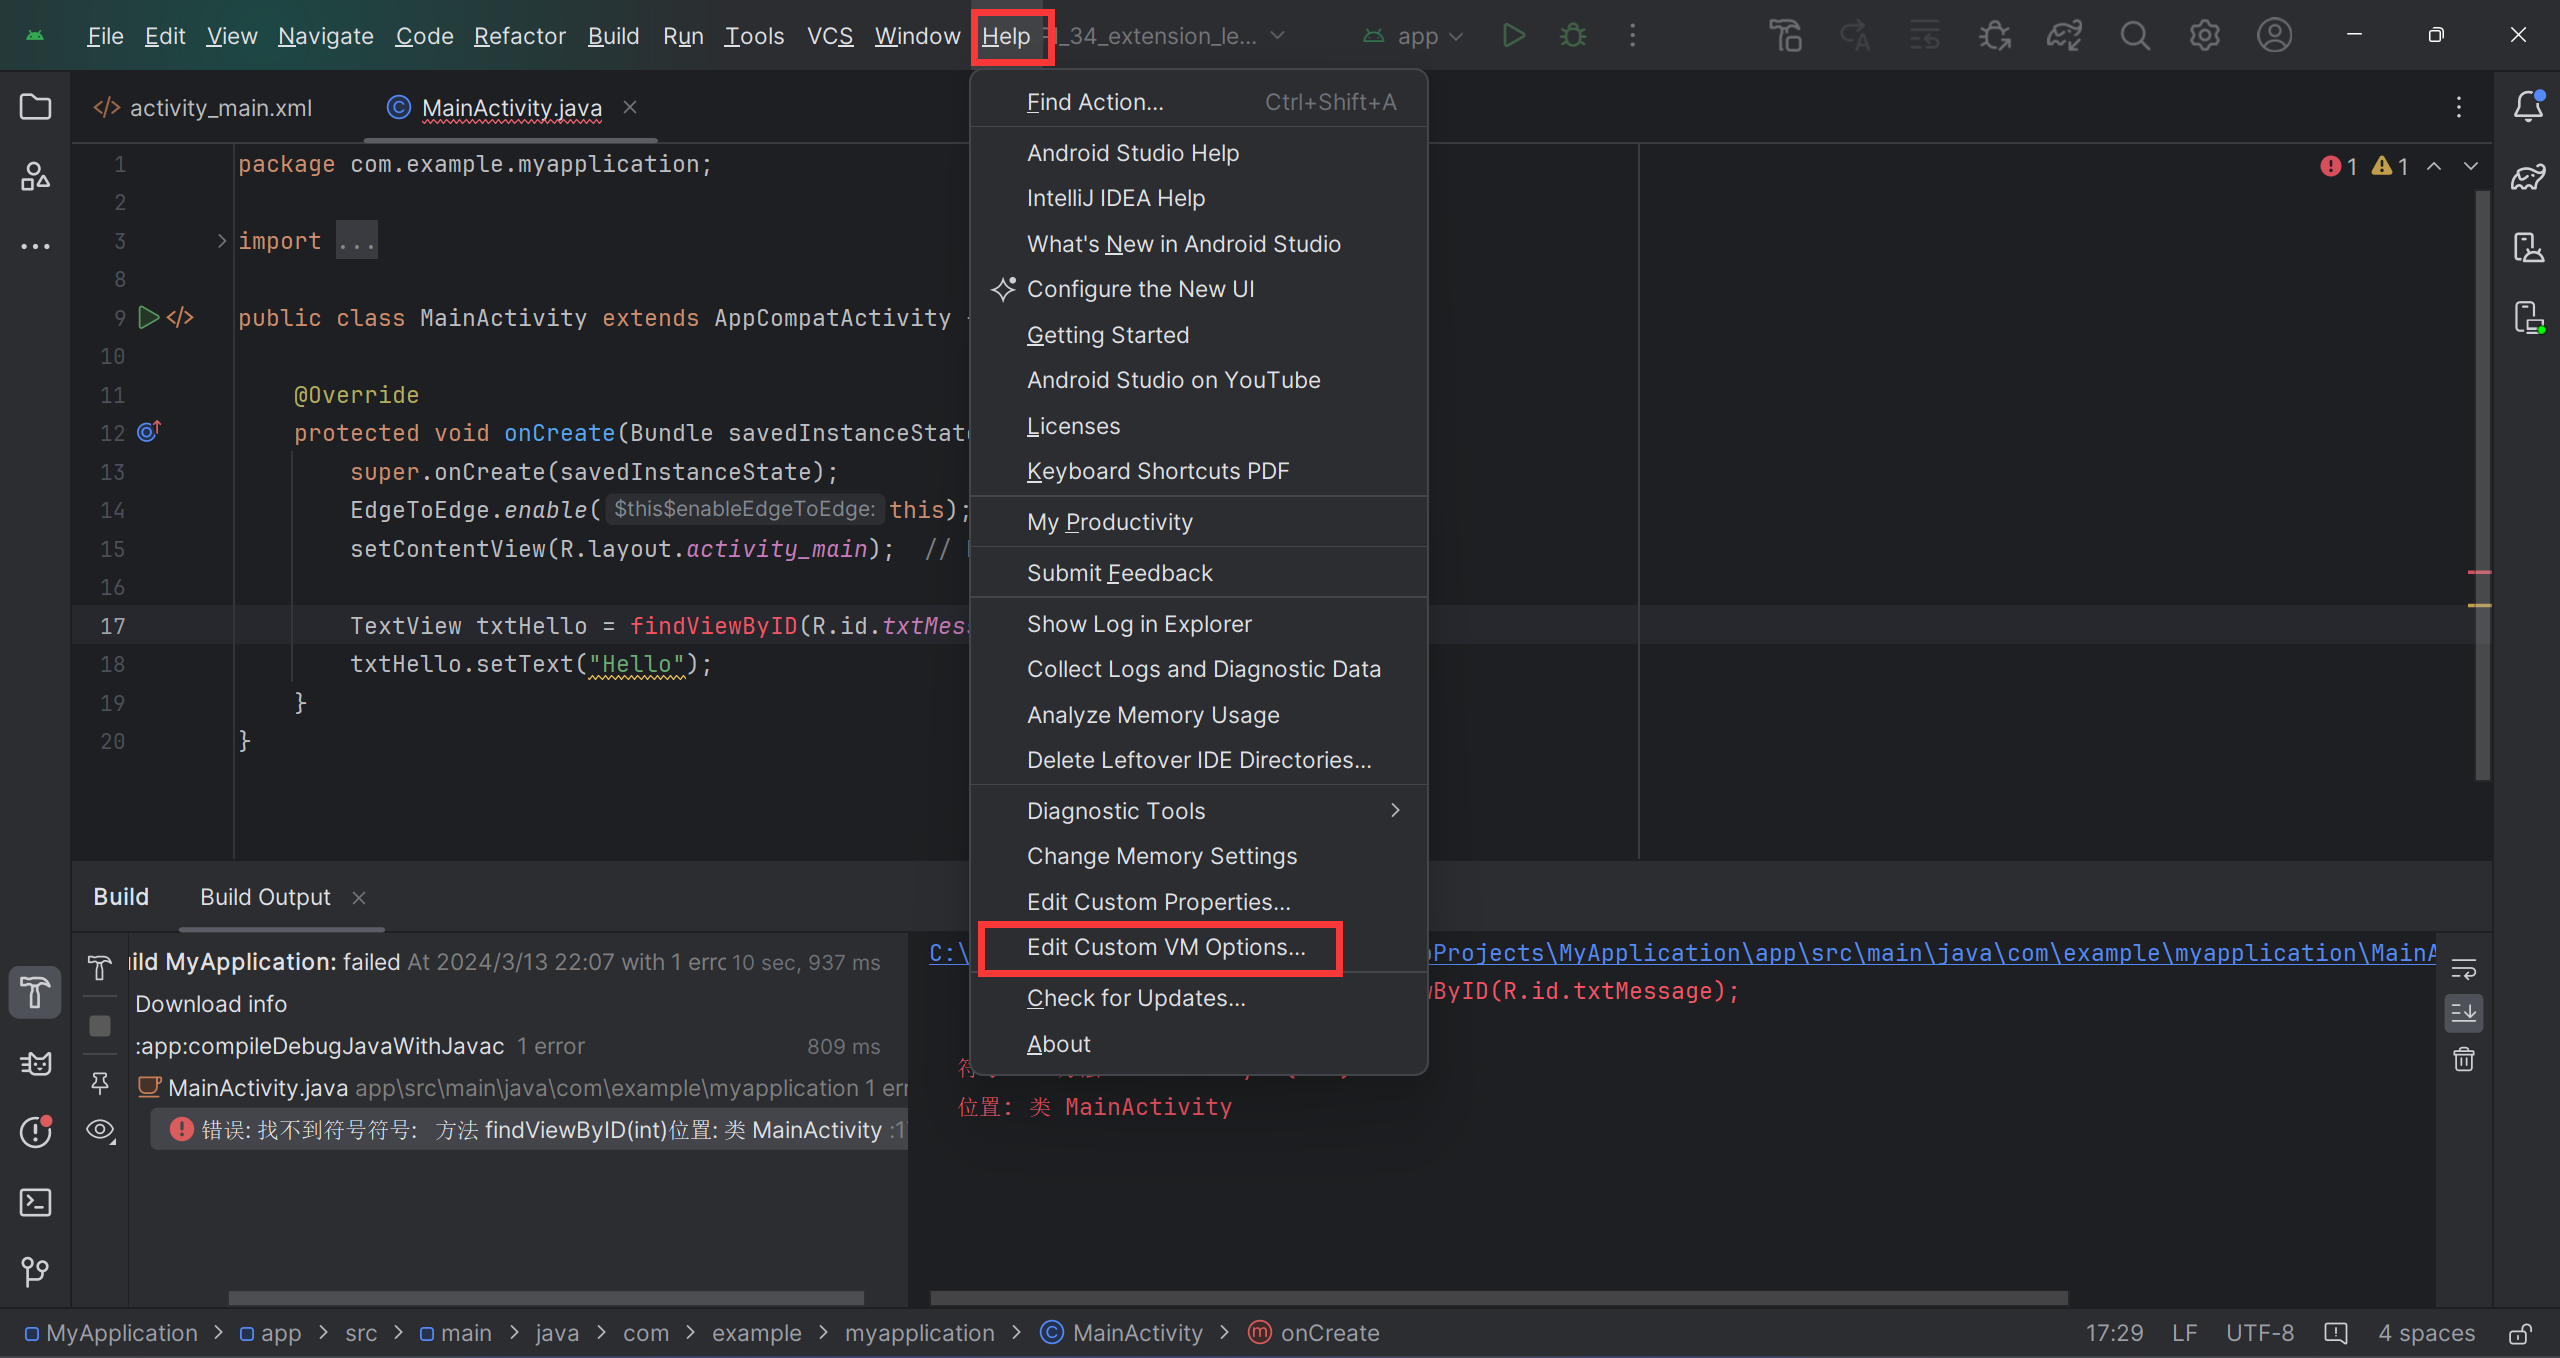 File Edit View Navigate Code Refactor Build Run Tools VCS Window Help I_34_extension_le... app
activity_main.xml MainActivity.java
1 package com.example.myapplication;
2
3 import ...
8
9 public class MainActivity extends AppCompatActivity
10
11 @Override
12 protected void onCreate(Bundle savedInstanceState
13 super.onCreate(savedInstanceState);
14 EdgeToEdge.enable( $this$enableEdgeToEdge: this);
15 setContentView(R.layout.activity_main); //
16
17 TextView txtHello = findViewByID(R.id.txtMes
18 txtHello.setText("Hello");
19 }
20 }
1 1
Find Action... Ctrl+Shift+A
Android Studio Help
IntelliJ IDEA Help
What's New in Android Studio
Configure the New UI
Getting Started
Android Studio on YouTube
Licenses
Keyboard Shortcuts PDF
My Productivity
Submit Feedback
Show Log in Explorer
Collect Logs and Diagnostic Data
Analyze Memory Usage
Delete Leftover IDE Directories...
Diagnostic Tools
Change Memory Settings
Edit Custom Properties...
Edit Custom VM Options...
Check for Updates...
About
Build Build Output
ild MyApplication: failed At 2024/3/13 22:07 with 1 errc 10 sec, 937 ms
Download info
:app:compileDebugJavaWithJavac 1 error 809 ms
MainActivity.java app\src\main\java\com\example\myapplication 1 err
错误: 找不到符号符号: 方法 findViewByID(int)位置: 类 MainActivity :1
C:\ Projects\MyApplication\app\src\main\java\com\example\myapplication\MainA
ByID(R.id.txtMessage);
位置: 类 MainActivity
MyApplication > app > src > main > java > com > example > myapplication > MainActivity > onCreate
17:29 LF UTF-8 4 spaces